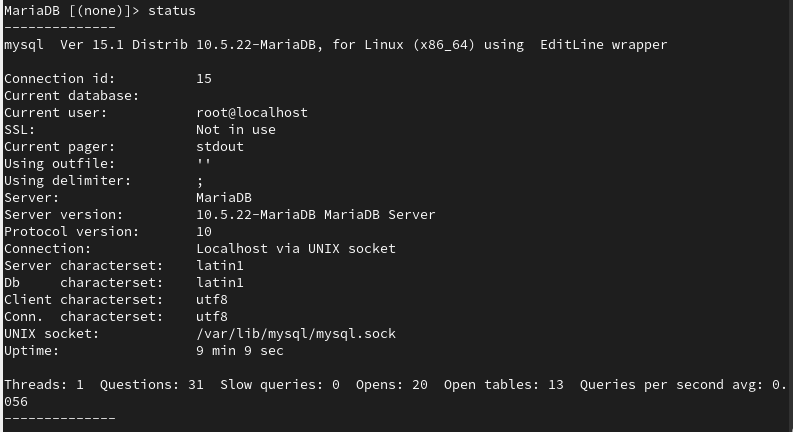 MariaDB [(none)]> status
--------------
mysql  Ver 15.1 Distrib 10.5.22-MariaDB, for Linux (x86_64) using  EditLine wrapper

Connection id:          15
Current database:
Current user:           root@localhost
SSL:                    Not in use
Current pager:          stdout
Using outfile:          ''
Using delimiter:        ;
Server:                 MariaDB
Server version:         10.5.22-MariaDB MariaDB Server
Protocol version:       10
Connection:             Localhost via UNIX socket
Server characterset:    latin1
Db     characterset:    latin1
Client characterset:    utf8
Conn.  characterset:    utf8
UNIX socket:            /var/lib/mysql/mysql.sock
Uptime:                 9 min 9 sec

Threads: 1  Questions: 31  Slow queries: 0  Opens: 20  Open tables: 13  Queries per second avg: 0.
056
--------------